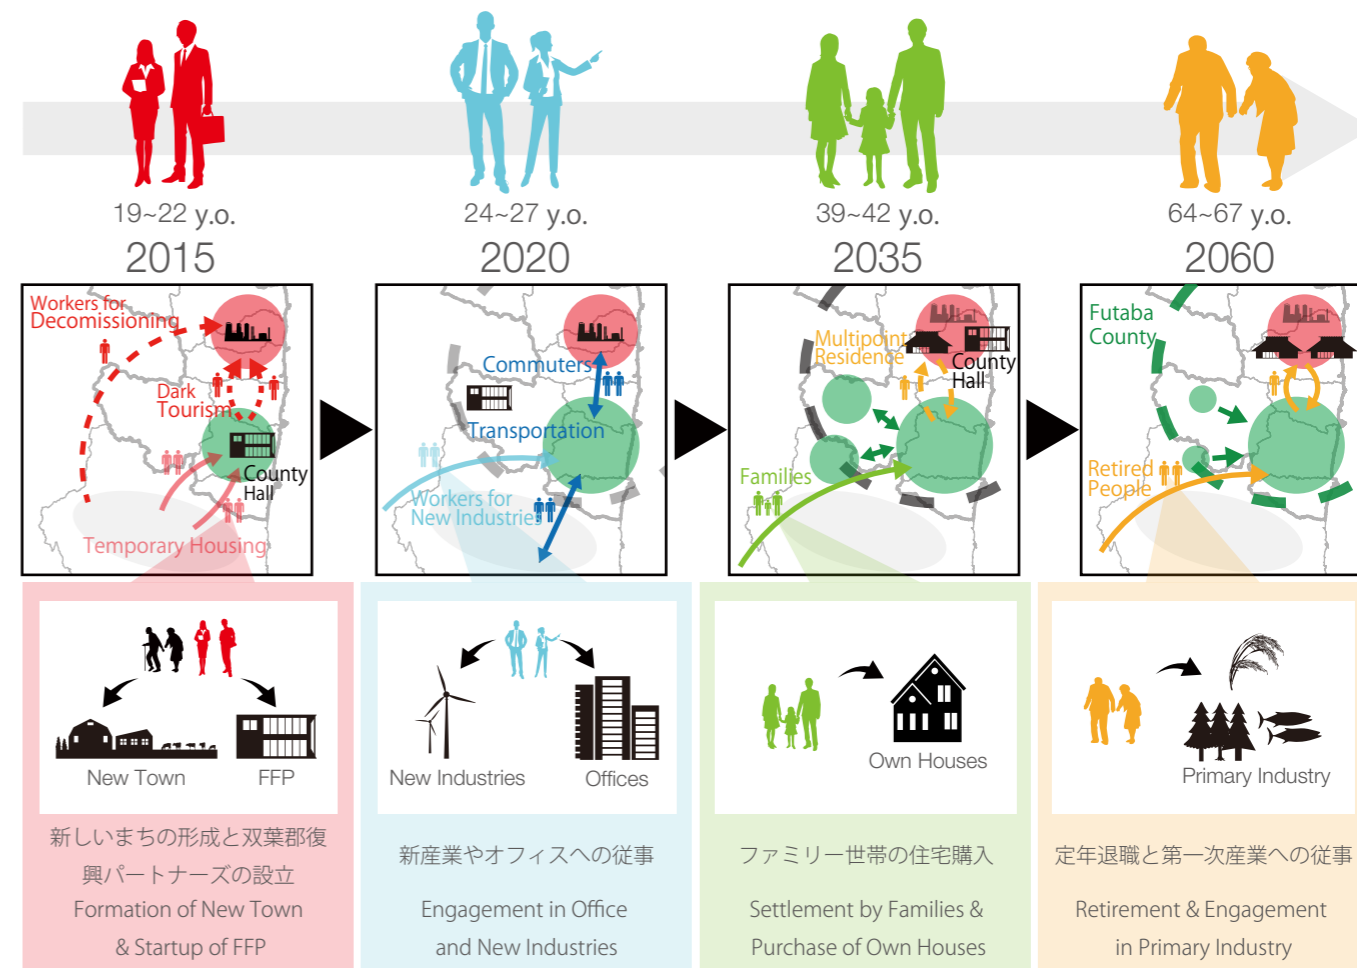 19~22 y.o.
24~27 y.o.
39~42 y.o.
64~67 y.o.
2015
2020
2035
2060
Workers for
Decomissioning
Dark
Tourism
County
Hall
Temporary Housing
Commuters
Transportation
Workers for
New Industries
Multipoint
Residence
County
Hall
Families
Futaba
County
Retired
People
New Town
FFP
New Industries
Offices
Own Houses
Primary Industry
新しいまちの形成と双葉郡復
興パートナーズの設立
Formation of New Town
& Startup of FFP
新産業やオフィスへの従事
Engagement in Office
and New Industries
ファミリー世帯の住宅購入
Settlement by Families &
Purchase of Own Houses
定年退職と第一次産業への従事
Retirement & Engagement
in Primary Industry